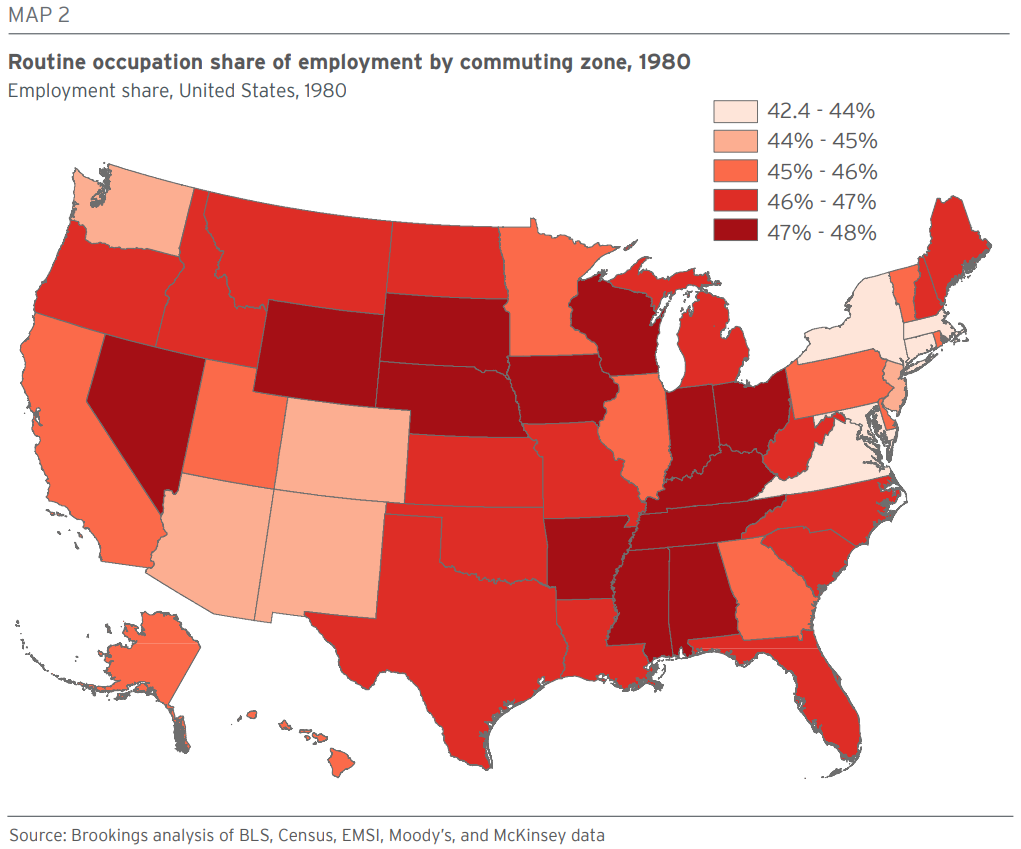 MAP 2
Routine occupation share of employment by commuting zone, 1980
Employment share, United States, 1980
42.4 - 44%
44% - 45%
45% - 46%
46% - 47%
47% - 48%
Source: Brookings analysis of BLS, Census, EMSI, Moody’s, and McKinsey data